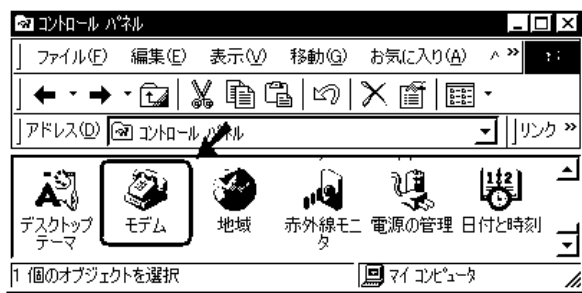 コントロール パネル
ファイル(F) 編集(E) 表示(V) 移動(G) お気に入り(A) ヘ »
アドレス(D) コントロール パネル リンク »
デスクトップ テーマ
モデム
地域
赤外線モニタ
電源の管理
日付と時刻
1 個のオブジェクトを選択 マイ コンピュータ